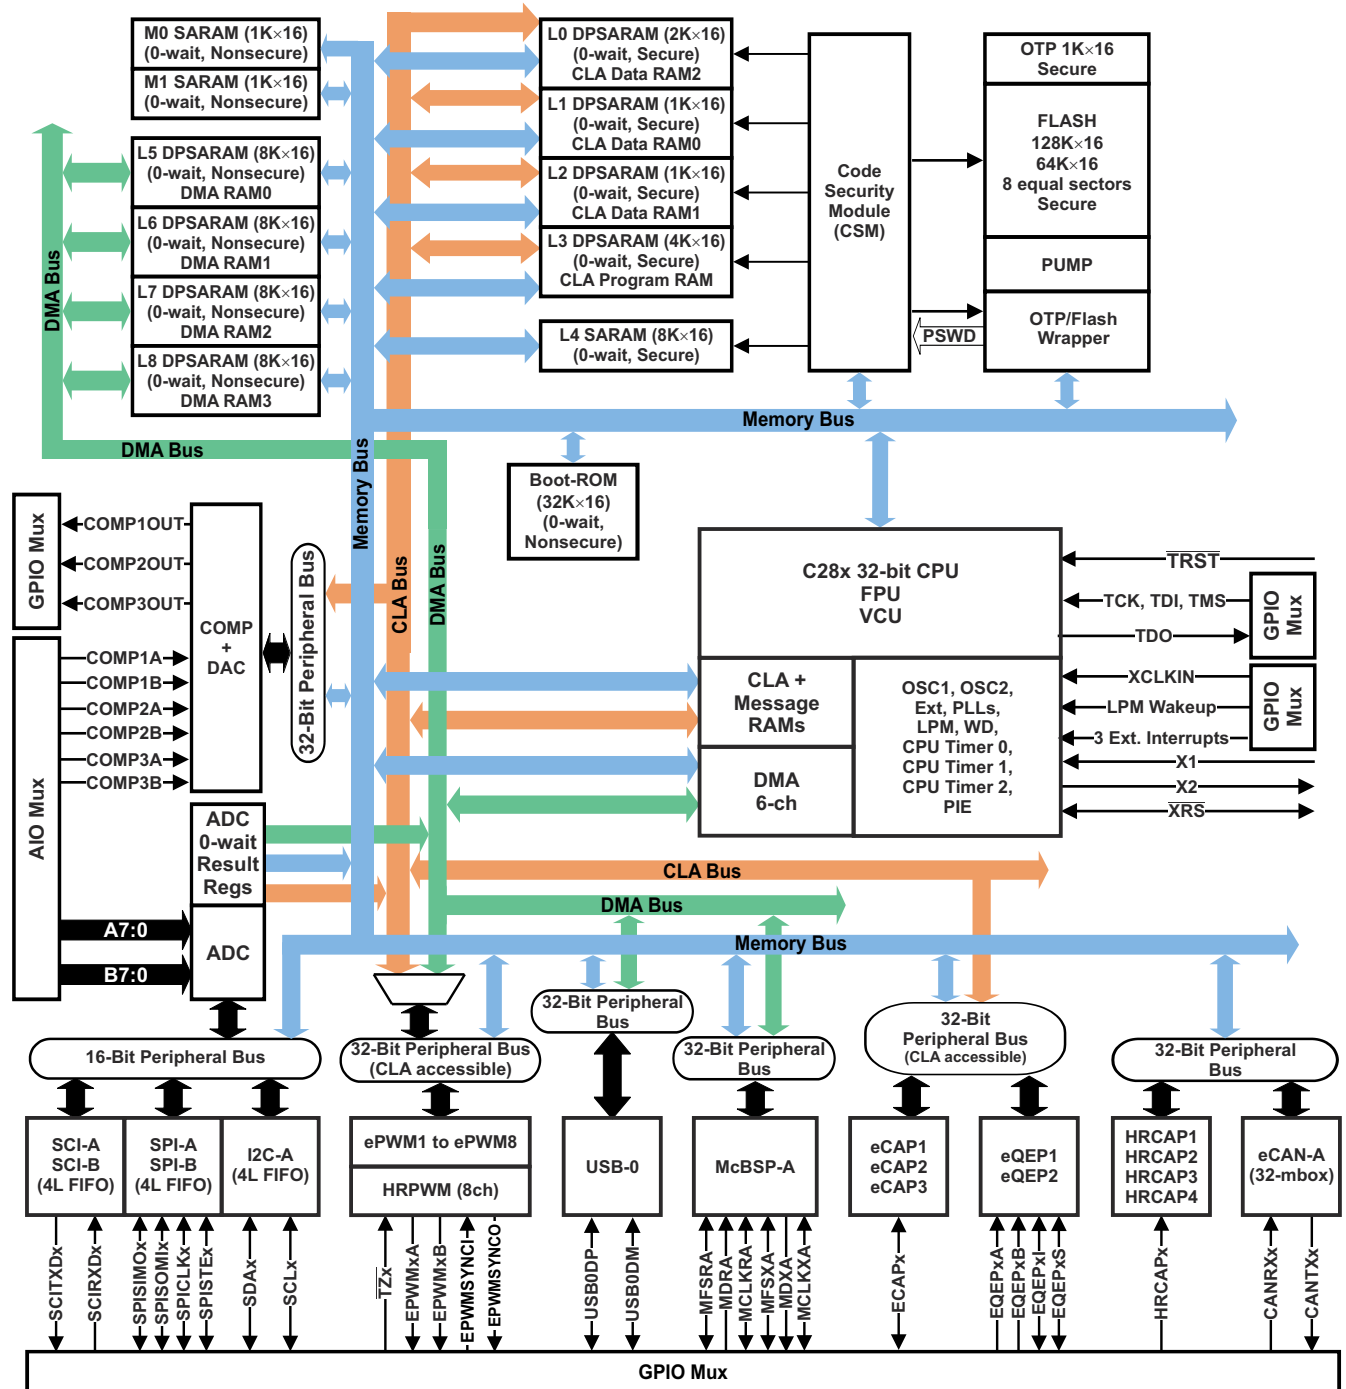 M0 SARAM (1K×16)
(0-wait, Nonsecure)
M1 SARAM (1K×16)
(0-wait, Nonsecure)
L5 DPSARAM (8K×16)
(0-wait, Nonsecure)
DMA RAM0
L6 DPSARAM (8K×16)
(0-wait, Nonsecure)
DMA RAM1
L7 DPSARAM (8K×16)
(0-wait, Nonsecure)
DMA RAM2
L8 DPSARAM (8K×16)
(0-wait, Nonsecure)
DMA RAM3
DMA Bus
L0 DPSARAM (2K×16)
(0-wait, Secure)
CLA Data RAM2
L1 DPSARAM (1K×16)
(0-wait, Secure)
CLA Data RAM0
L2 DPSARAM (1K×16)
(0-wait, Secure)
CLA Data RAM1
L3 DPSARAM (4K×16)
(0-wait, Secure)
CLA Program RAM
L4 SARAM (8K×16)
(0-wait, Secure)
Code
Security
Module
(CSM)
OTP 1K×16
Secure
FLASH
128K×16
64K×16
8 equal sectors
Secure
PUMP
OTP/Flash
Wrapper
PSWD
Memory Bus
DMA Bus
Memory Bus
CLA Bus
DMA Bus
Boot-ROM
(32K×16)
(0-wait,
Nonsecure)
GPIO Mux
COMP1OUT
COMP2OUT
COMP3OUT
AIO Mux
COMP1A
COMP1B
COMP2A
COMP2B
COMP3A
COMP3B
COMP
+
DAC
32-Bit Peripheral Bus
C28x 32-bit CPU
FPU
VCU
CLA +
Message
RAMs
DMA
6-ch
OSC1, OSC2,
Ext, PLLs,
LPM, WD,
CPU Timer 0,
CPU Timer 1,
CPU Timer 2,
PIE
TRST
TCK, TDI, TMS
TDO
GPIO
Mux
XCLKIN
LPM Wakeup
3 Ext. Interrupts
GPIO
Mux
X1
X2
XRS
ADC
0-wait
Result
Regs
ADC
A7:0
B7:0
CLA Bus
DMA Bus
Memory Bus
16-Bit Peripheral Bus
32-Bit Peripheral Bus
(CLA accessible)
32-Bit Peripheral
Bus
32-Bit Peripheral
Bus
32-Bit
Peripheral Bus
(CLA accessible)
32-Bit Peripheral
Bus
SCI-A
SCI-B
(4L FIFO)
SPI-A
SPI-B
(4L FIFO)
I2C-A
(4L FIFO)
ePWM1 to ePWM8
HRPWM (8ch)
USB-0
McBSP-A
eCAP1
eCAP2
eCAP3
eQEP1
eQEP2
HRCAP1
HRCAP2
HRCAP3
HRCAP4
eCAN-A
(32-mbox)
SCITXDx
SCIRXDx
SPISIMOx
SPISOMIx
SPICLKx
SPISTEx
SDAx
SCLx
TZx
EPWMxA
EPWMxB
EPWMSYNCI
EPWMSYNCO
USB0DP
USB0DM
MFSRA
MDRA
MCLKRA
MFSXA
MDXA
MCLKXA
ECAPx
EQEPxA
EQEPxB
EQEPxI
EQEPxS
HRCAPx
CANRXx
CANTXx
GPIO Mux